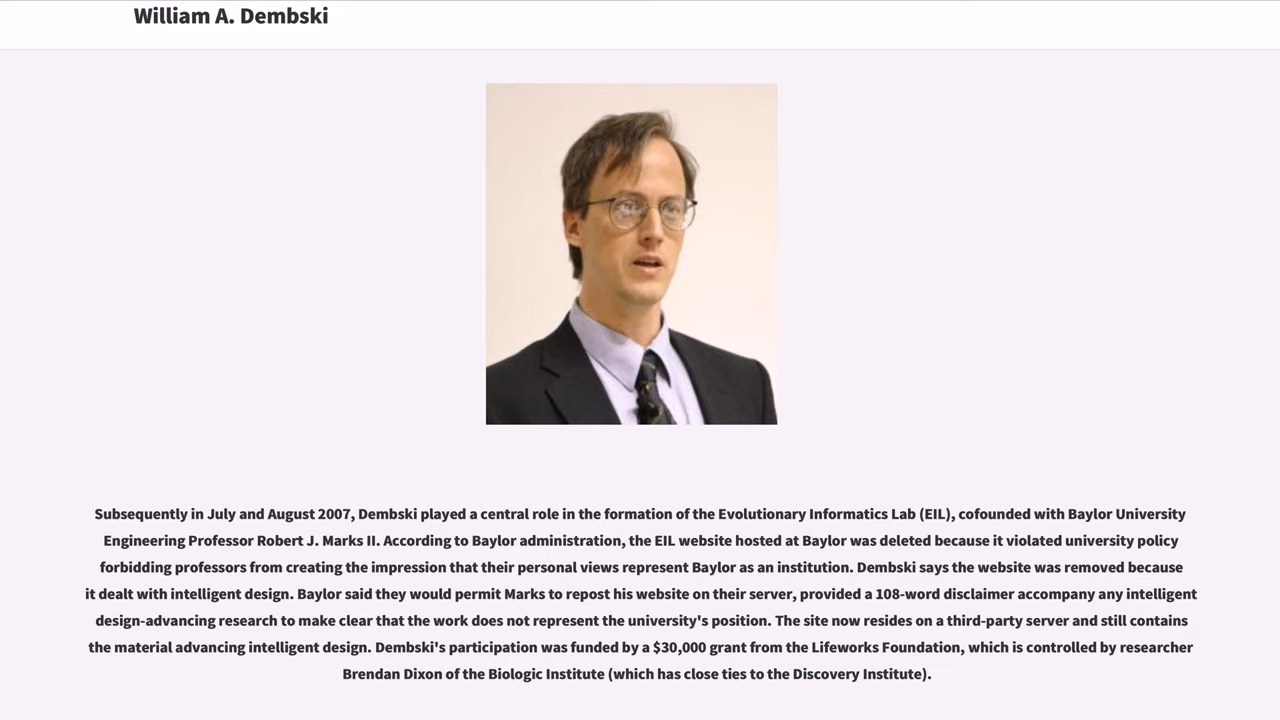 William A. Dembski
Subsequently in July and August 2007, Dembski played a central role in the formation of the Evolutionary Informatics Lab (EIL), cofounded with Baylor University
Engineering Professor Robert J. Marks II. According to Baylor administration, the EIL website hosted at Baylor was deleted because it violated university policy
forbidding professors from creating the impression that their personal views represent Baylor as an institution. Dembski says the website was removed because
it dealt with intelligent design. Baylor said they would permit Marks to repost his website on their server, provided a 108-word disclaimer accompany any intelligent
design-advancing research to make clear that the work does not represent the university's position. The site now resides on a third-party server and still contains
the material advancing intelligent design. Dembski's participation was funded by a $30,000 grant from the Lifeworks Foundation, which is controlled by researcher
Brendan Dixon of the Biologic Institute (which has close ties to the Discovery Institute).